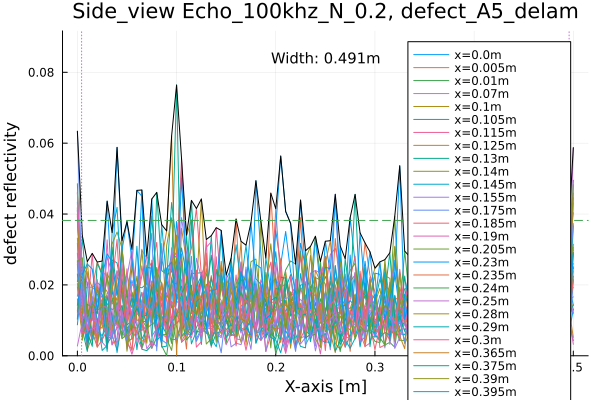 Side_view Echo_100khz_N_0.2, defect_A5_delam
Width: 0.491m
defect reflectivity
0.08
0.06
0.04
0.02
0.00
0.0
0.1
0.2
0.3
.5
X-axis [m]
x=0.0m
x=0.005m
x=0.01m
x=0.07m
x=0.1m
x=0.105m
x=0.115m
x=0.125m
x=0.13m
x=0.14m
x=0.145m
x=0.155m
x=0.175m
x=0.185m
x=0.19m
x=0.205m
x=0.23m
x=0.235m
x=0.24m
x=0.25m
x=0.28m
x=0.29m
x=0.3m
x=0.365m
x=0.375m
x=0.39m
x=0.395m